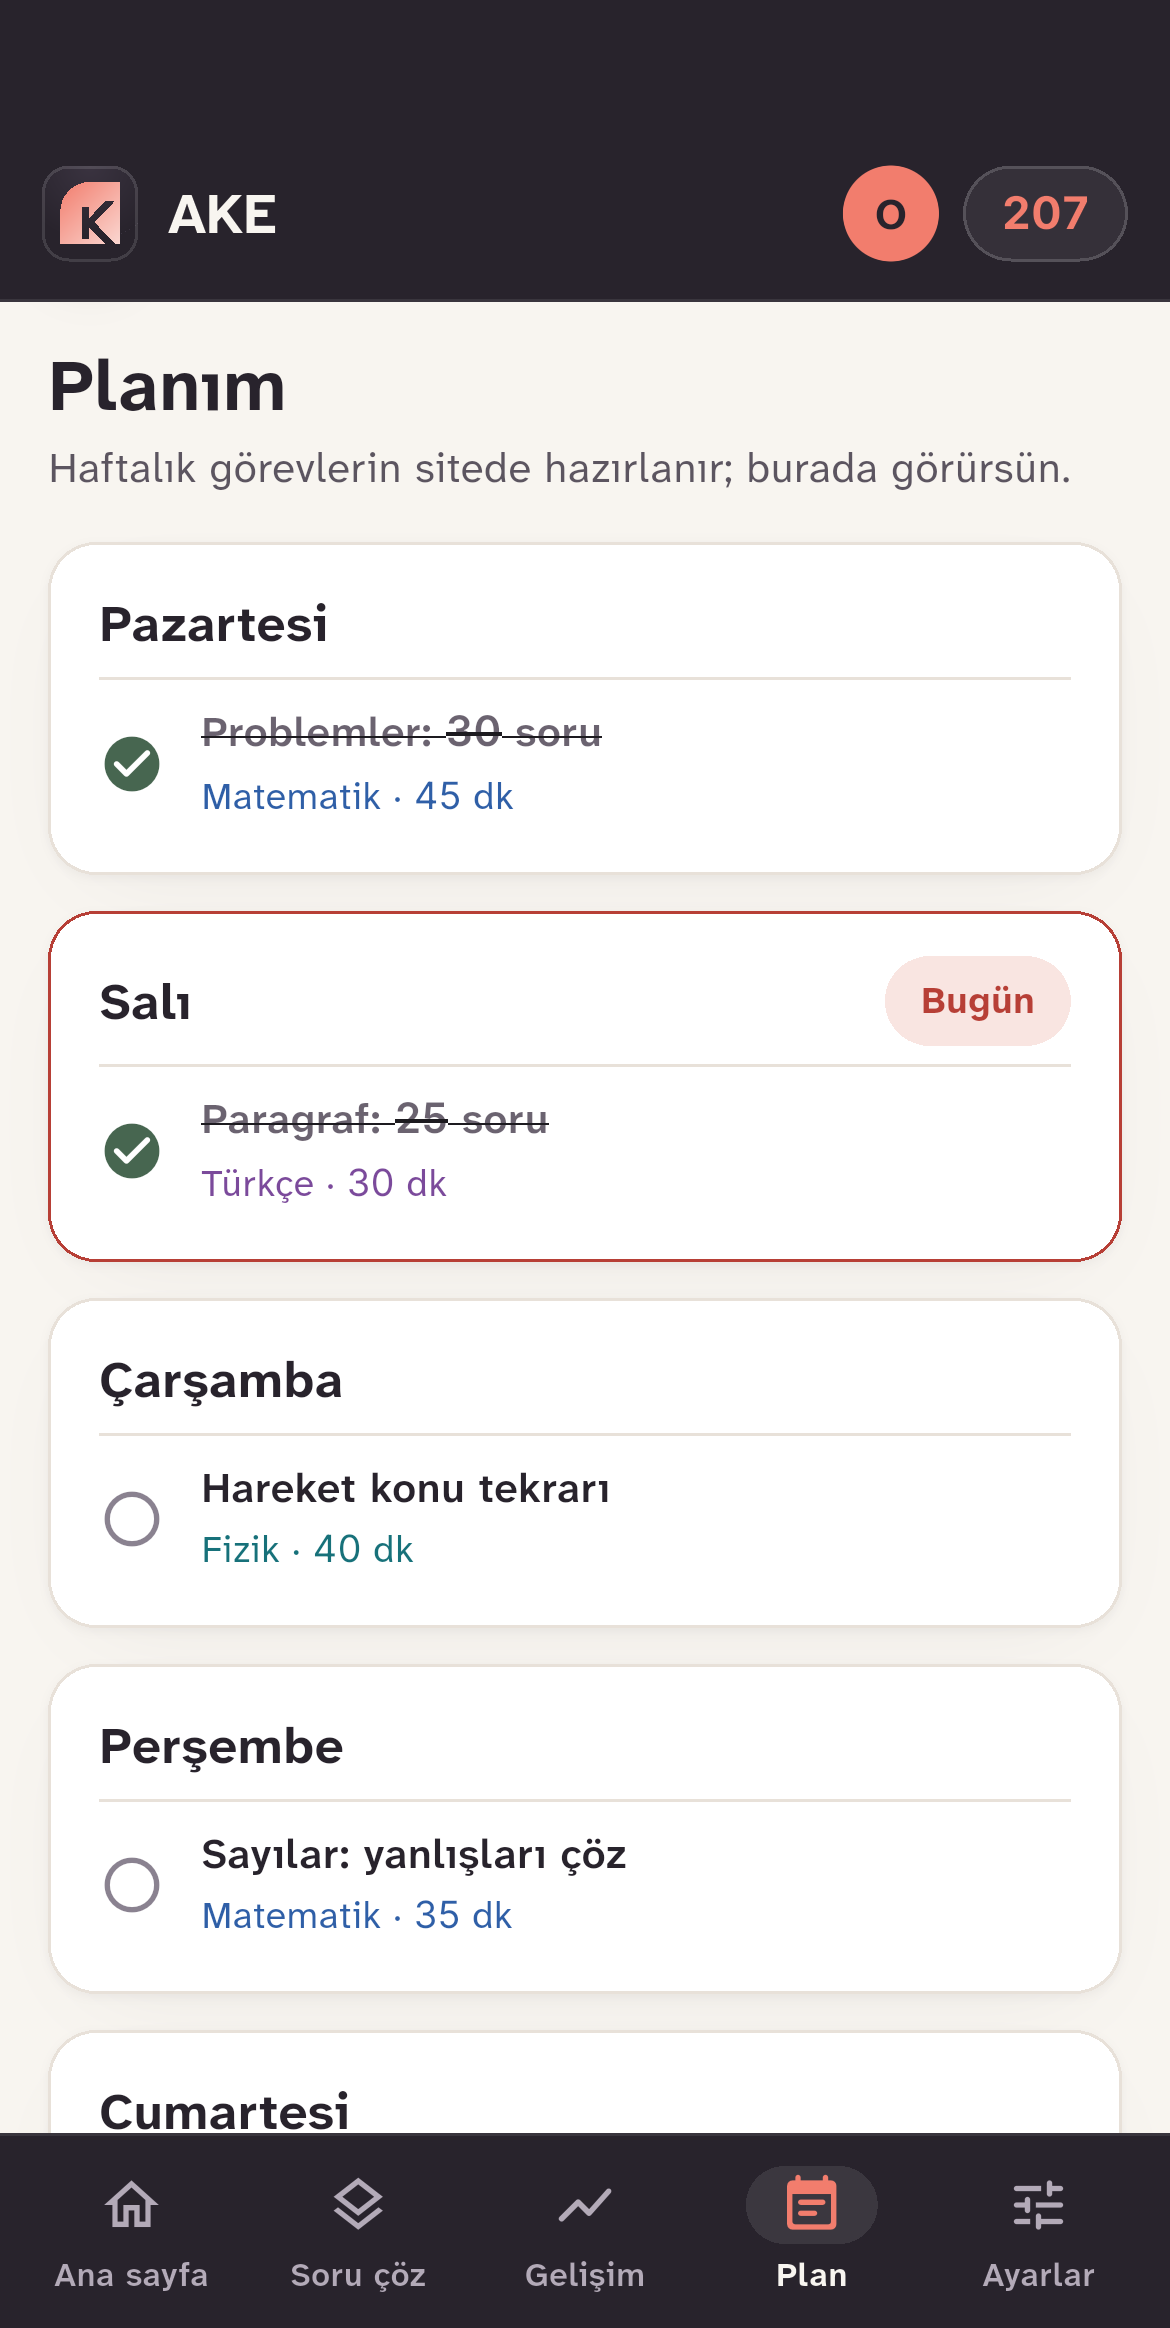 K
AKE
O
207
Planım
Haftalık görevlerin sitede hazırlanır; burada görürsün.
Pazartesi
Problemler: 30 soru
Matematik · 45 dk
Salı
Bugün
Paragraf: 25 soru
Türkçe · 30 dk
Çarşamba
Hareket konu tekrarı
Fizik · 40 dk
Perşembe
Sayılar: yanlışları çöz
Matematik · 35 dk
Cumartesi
Ana sayfa
Soru çöz
Gelişim
Plan
Ayarlar